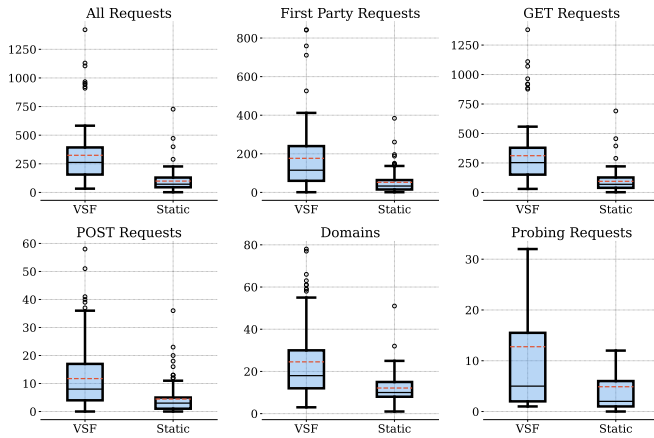 All Requests
1250
1000
750
500
250
0
VSF Static
First Party Requests
800
600
400
200
0
VSF Static
GET Requests
1250
1000
750
500
250
0
VSF Static
POST Requests
60
50
40
30
20
10
0
VSF Static
Domains
80
60
40
20
0
VSF Static
Probing Requests
30
20
10
0
VSF Static